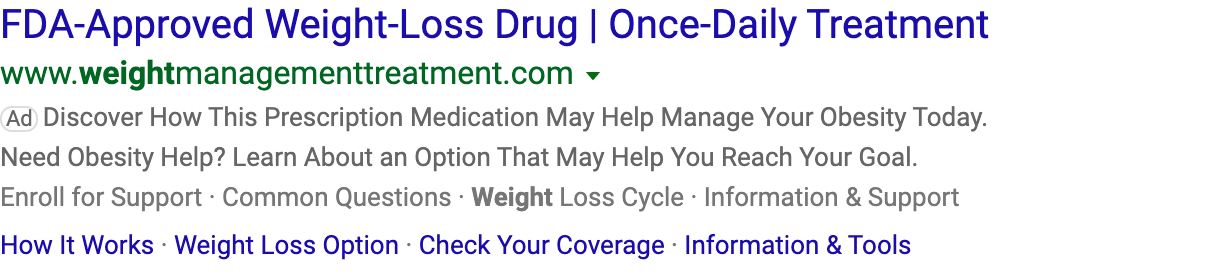 FDA-Approved Weight-Loss Drug | Once-Daily Treatment
www.weightmanagementtreatment.com
Ad Discover How This Prescription Medication May Help Manage Your Obesity Today.
Need Obesity Help? Learn About an Option That May Help You Reach Your Goal.
Enroll for Support · Common Questions · Weight Loss Cycle · Information & Support
How It Works · Weight Loss Option · Check Your Coverage · Information & Tools